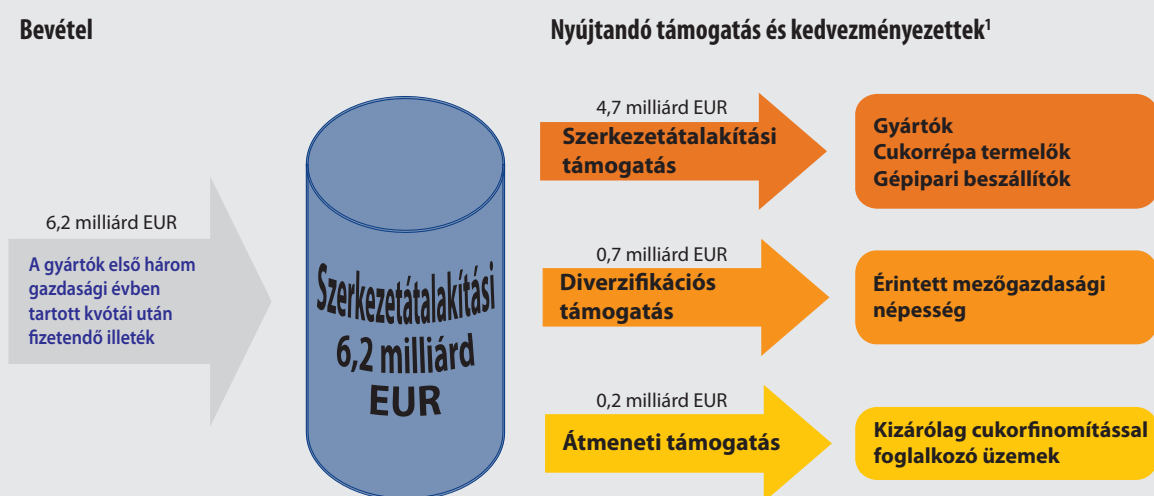 Bevétel
Nyújtandó támogatás és kedvezményezettek¹
6,2 milliárd EUR
A gyártók első három
gazdasági évben
tartott kvótái után
fizetendő illeték
Szerkezetátalakítási
6,2 milliárd
EUR
4,7 milliárd EUR
Szerkezetátalakítási
támogatás
Gyártók
Cukorrépa termelők
Gépipari beszállítók
0,7 milliárd EUR
Diverzifikációs
támogatás
Érintett mezőgazdasági
népesség
0,2 milliárd EUR
Átmeneti támogatás
Kizárólag cukorfinomítással
foglalkozó üzemek